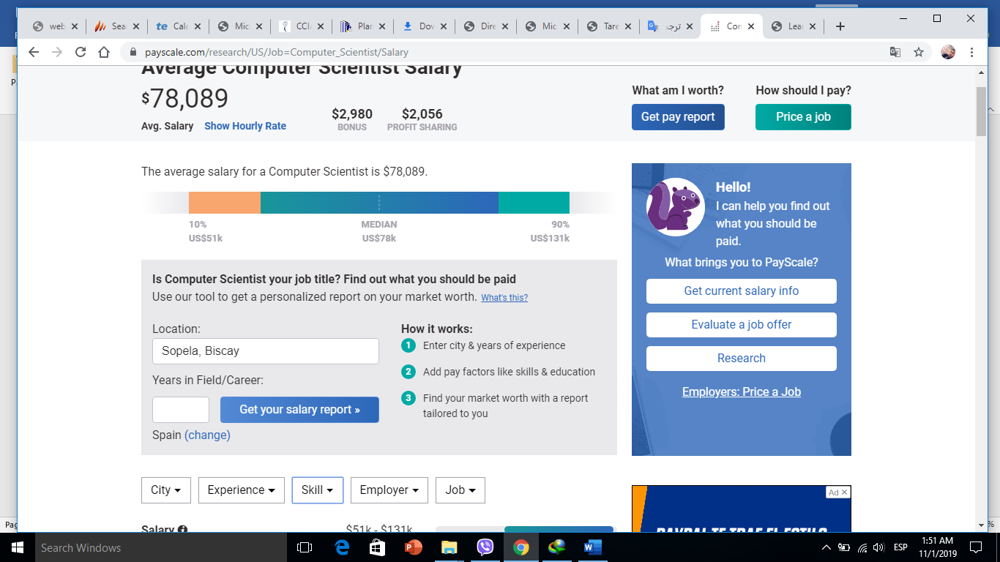 web
Sea
te Calc
Mic
CCI
Plar
Dov
Dire
Mic
Tare
ترجـ
Con
Lear
payscale.com/research/US/Job=Computer_Scientist/Salary
Average Computer Scientist Salary
$78,089
Avg. Salary Show Hourly Rate
$2,980
BONUS
$2,056
PROFIT SHARING
What am I worth?
Get pay report
How should I pay?
Price a job
The average salary for a Computer Scientist is $78,089.
10%
US$51k
MEDIAN
US$78k
90%
US$131k
Is Computer Scientist your job title? Find out what you should be paid
Use our tool to get a personalized report on your market worth. What's this?
Location:
Sopela, Biscay
Years in Field/Career:
Get your salary report »
Spain (change)
How it works:
1 Enter city & years of experience
2 Add pay factors like skills & education
3 Find your market worth with a report
tailored to you
Hello!
I can help you find out
what you should be
paid.
What brings you to PayScale?
Get current salary info
Evaluate a job offer
Research
Employers: Price a Job
City
Experience
Skill
Employer
Job
Salary
$51k - $131k
Ad
Pag
%
Search Windows
ESP
1:51 AM
11/1/2019